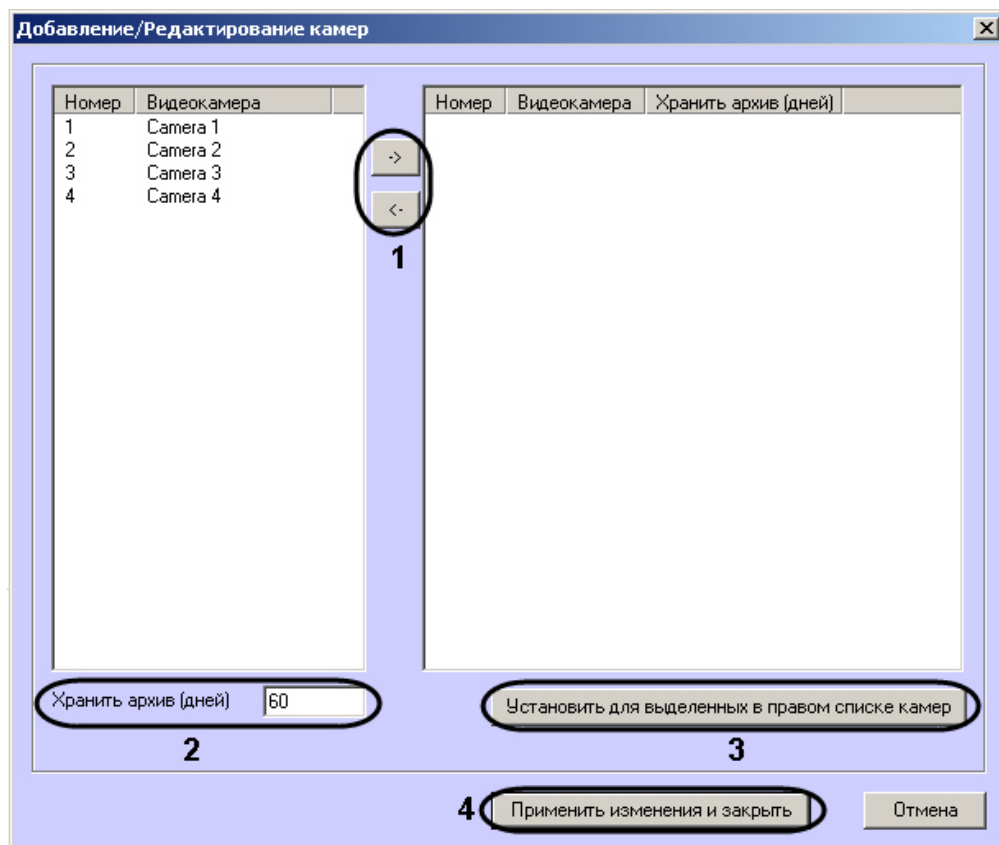 Добавление/Редактирование камер
Номер Видеокамера
1 Camera 1
2 Camera 2
3 Camera 3
4 Camera 4
->
<-
1
Номер Видеокамера Хранить архив (дней)
Хранить архив (дней) 60
2
Установить для выделенных в правом списке камер
3
4 Применить изменения и закрыть
Отмена